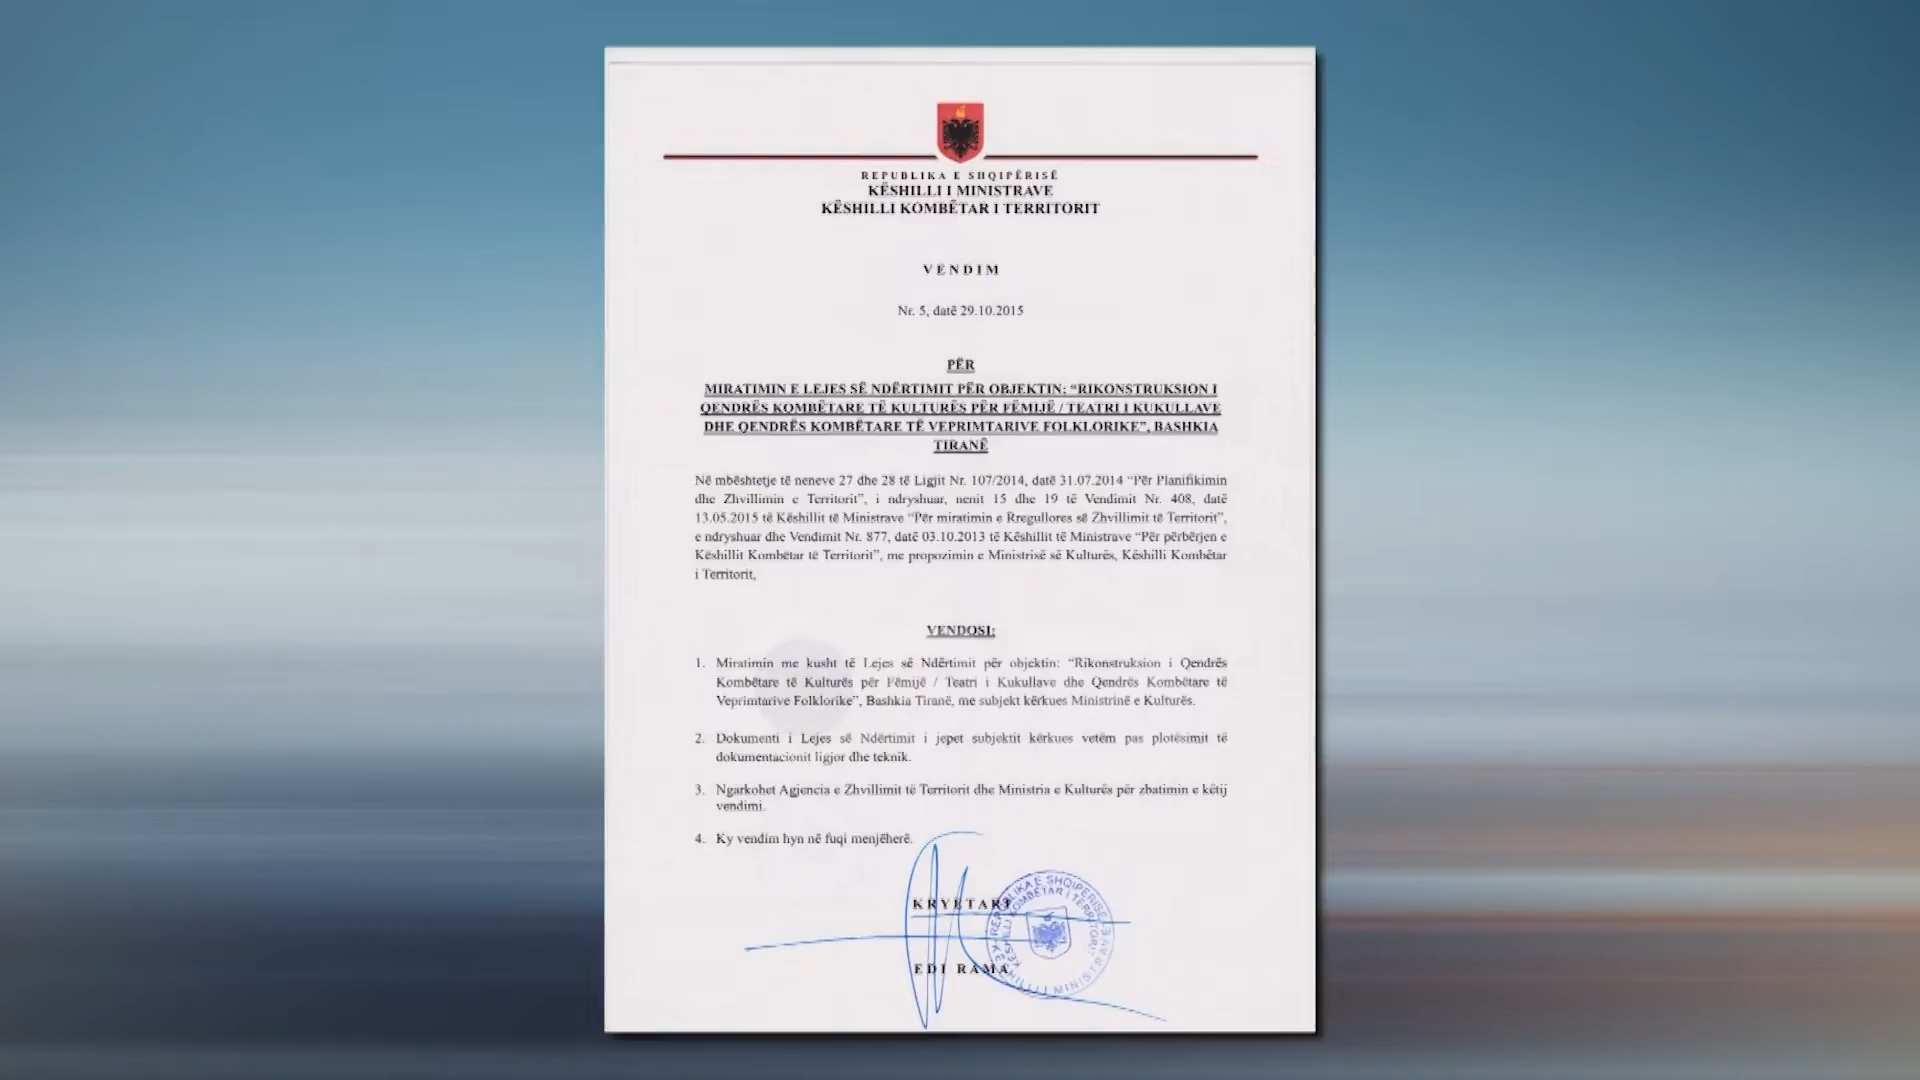 REPUBLIKA E SHQIPËRISË
KËSHILLI I MINISTRAVE
KËSHILLI KOMBËTAR I TERRITORIT
VENDIM
Nr. 5, datë 29.10.2015
PËR
MIRATIMIN E LEJES SË NDËRTIMIT PËR OBJEKTIN: “RIKONSTRUKSION I
QENDRËS KOMBËTARE TË KULTURËS PËR FËMIJË / TEATRI I KUKULLAVE
DHE QENDRËS KOMBËTARE TË VEPRIMTARIVE FOLKLORIKE”, BASHKIA
TIRANË
Në mbështetje të neneve 27 dhe 28 të Ligjit Nr. 107/2014, datë 31.07.2014 “Për Planifikimin
dhe Zhvillimin e Territorit”, i ndryshuar, nenit 15 dhe 19 të Vendimit Nr. 408, datë
13.05.2015 të Këshillit të Ministrave “Për miratimin e Rregullores së Zhvillimit të Territorit”,
e ndryshuar dhe Vendimit Nr. 877, datë 03.10.2013 të Këshillit të Ministrave “Për përbërjen e
Këshillit Kombëtar të Territorit”, me propozimin e Ministrisë së Kulturës, Këshilli Kombëtar
i Territorit,
VENDOSI:
1. Miratimin me kusht të Lejes së Ndërtimit për objektin: “Rikonstruksion i Qendrës
Kombëtare të Kulturës për Fëmijë / Teatri i Kukullave dhe Qendrës Kombëtare të
Veprimtarive Folklorike”, Bashkia Tiranë, me subjekt kërkues Ministrinë e Kulturës.
2. Dokumenti i Lejes së Ndërtimit i jepet subjektit kërkues vetëm pas plotësimit të
dokumentacionit ligjor dhe teknik.
3. Ngarkohet Agjencia e Zhvillimit të Territorit dhe Ministria e Kulturës për zbatimin e këtij
vendimi.
4. Ky vendim hyn në fuqi menjëherë.
KRYETARI
EDI RAMA
REPUBLIKA E SHQIPËRISË
KËSHILLI I MINISTRAVE
KËSHILLI KOMBËTAR I TERRITORIT